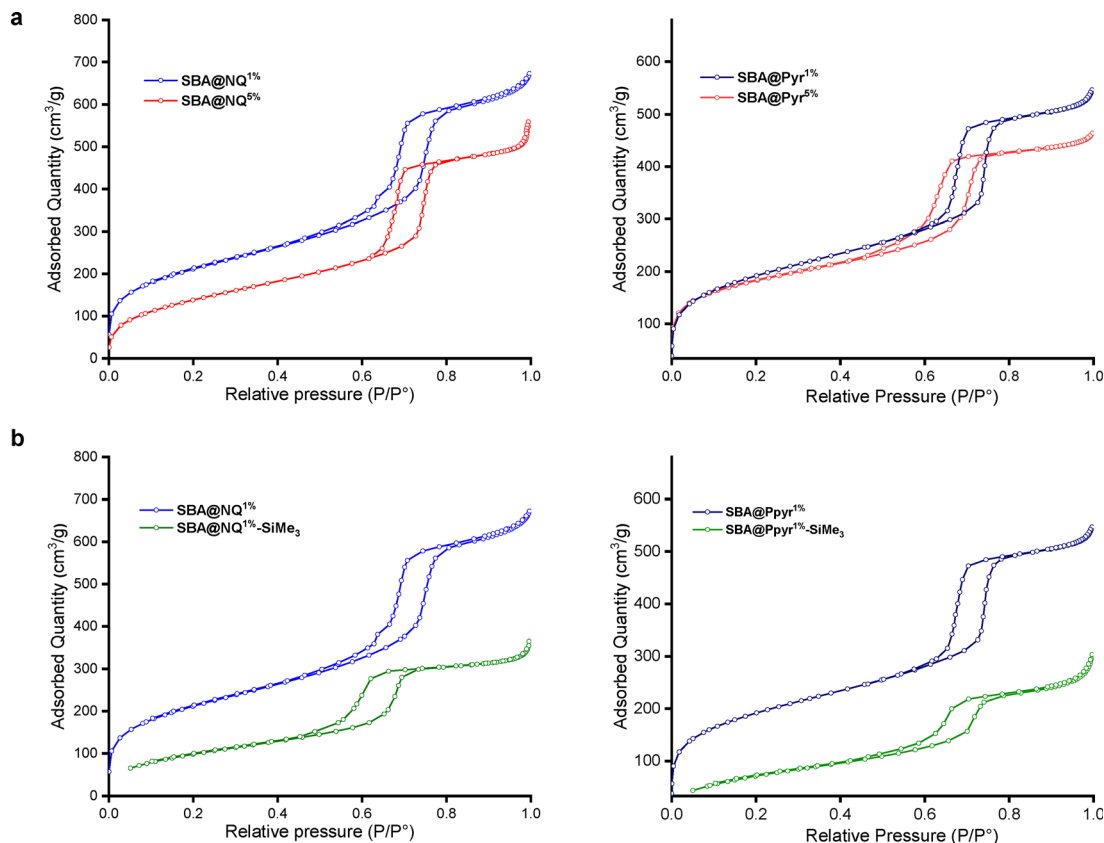 a
800
700
600
500
400
300
200
100
0
Adsorbed Quantity (cm³/g)
SBA@NQ¹%
SBA@NQ⁵%
0.0 0.2 0.4 0.6 0.8 1.0
Relative pressure (P/P°)
600
500
400
300
200
100
Adsorbed Quantity (cm³/g)
SBA@Pyr¹%
SBA@Pyr⁵%
0.0 0.2 0.4 0.6 0.8 1.0
Relative Pressure (P/P°)
b
800
700
600
500
400
300
200
100
0
Adsorbed Quantity (cm³/g)
SBA@NQ¹%
SBA@NQ¹%-SiMe₃
0.0 0.2 0.4 0.6 0.8 1.0
Relative pressure (P/P°)
600
500
400
300
200
100
Adsorbed Quantity (cm³/g)
SBA@Ppyr¹%
SBA@Ppyr¹%-SiMe₃
0.0 0.2 0.4 0.6 0.8 1.0
Relative Pressure (P/P°)